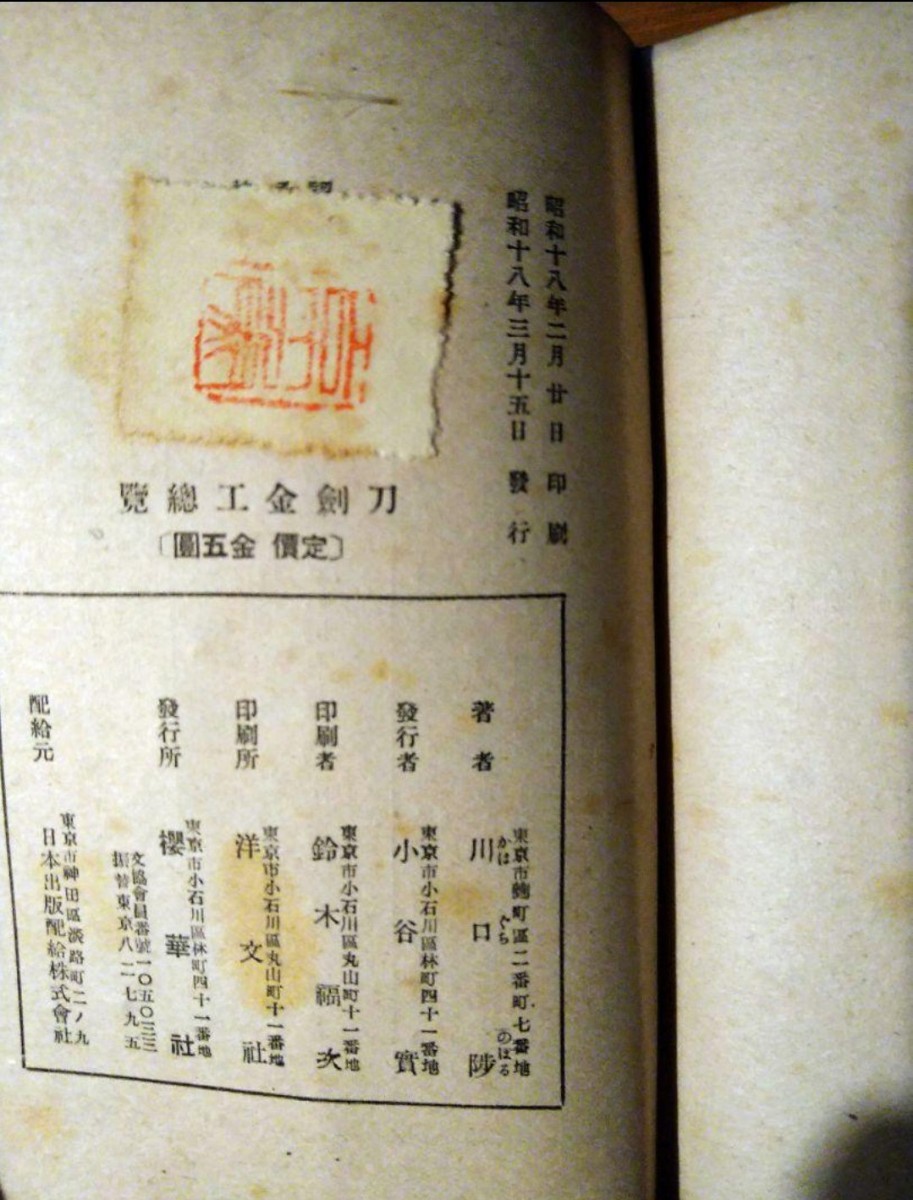 昭和十八年二月廿日印刷
昭和十八年三月十五日發行
刀劍金工總覽
〔定價 金五圓〕
著者
東京市麴町區二番町七番地
川口陟
かは ぐち のぼる
發行者
東京市小石川區林町四十一番地
小谷實
印刷者
東京市小石川區丸山町十一番地
鈴木福次
印刷所
東京市小石川區丸山町十一番地
洋文社
發行所
東京市小石川區林町四十一番地
櫻華社
文協會員番號一〇五〇三三
振替東京八二七九五
配給元
東京市神田區淡路町二ノ九
日本出版配給株式會社